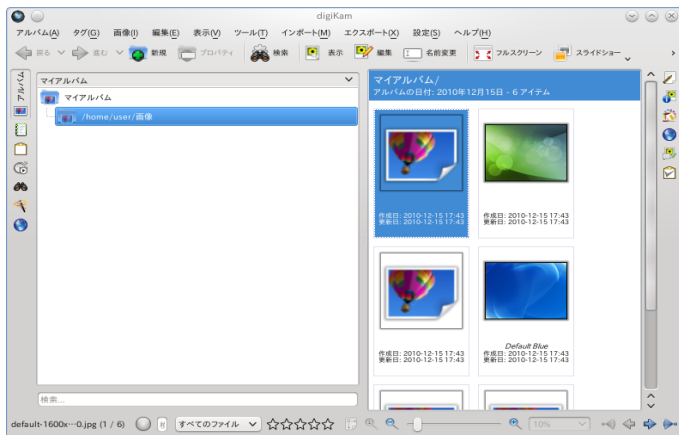 digiKam
アルバム(A) タグ(G) 画像(I) 編集(E) 表示(V) ツール(T) インポート(M) エクスポート(X) 設定(S) ヘルプ(H)
戻る 進む 新規 プロパティ 検索 表示 編集 名前変更 フルスクリーン スライドショー
アルバム
マイアルバム
マイアルバム
/home/user/画像
検索...
マイアルバム/
アルバムの日付: 2010年12月15日 - 6 アイテム
作成日: 2010-12-15 17:43
更新日: 2010-12-15 17:43
作成日: 2010-12-15 17:43
更新日: 2010-12-15 17:43
作成日: 2010-12-15 17:43
更新日: 2010-12-15 17:43
Default Blue
作成日: 2010-12-15 17:43
更新日: 2010-12-15 17:43
default-1600x···0.jpg (1 / 6) すべてのファイル 10%